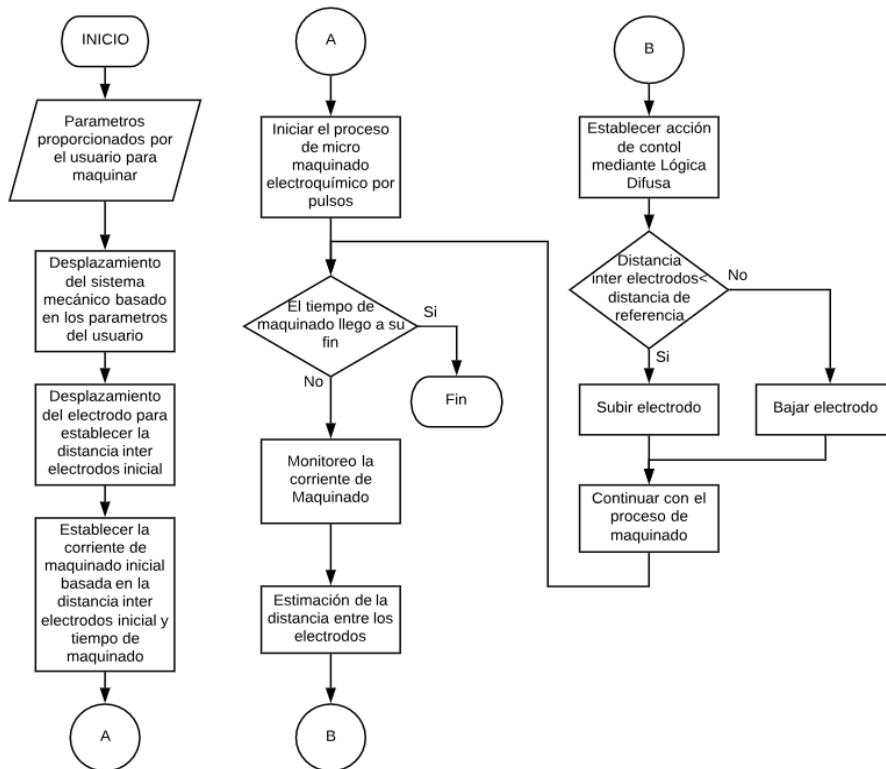 INICIO
Parametros
proporcionados por
el usuario para
maquinar
Desplazamiento
del sistema
mecánico basado
en los parametros
del usuario
Desplazamiento
del electrodo para
establecer la
distancia inter
electrodos inicial
Establecer la
corriente de
maquinado inicial
basada en la
distancia inter
electrodos inicial y
tiempo de
maquinado
A
A
Iniciar el proceso
de micro
maquinado
electroquímico por
pulsos
El tiempo de
maquinado llego a su
fin
Si
No
Fin
Monitoreo la
corriente de
Maquinado
Estimación de la
distancia entre los
electrodos
B
B
Establecer acción
de contol
mediante Lógica
Difusa
Distancia
inter electrodos<
distancia de
referencia
No
Si
Subir electrodo
Bajar electrodo
Continuar con el
proceso de
maquinado